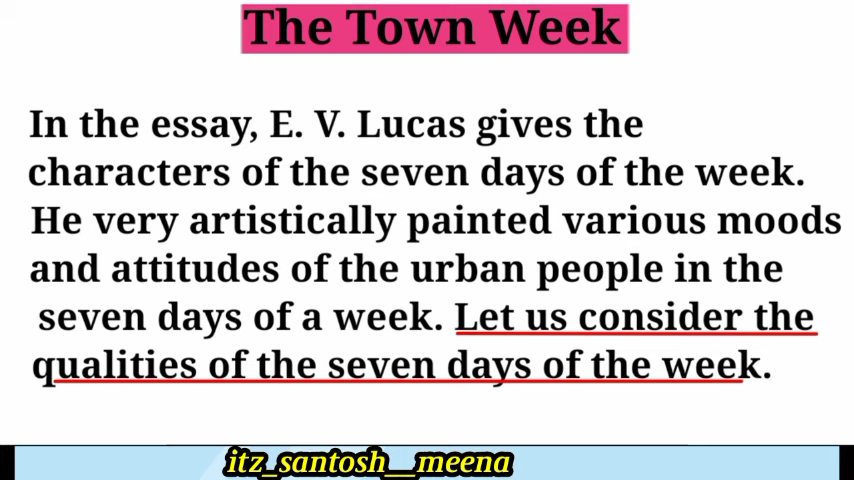 The Town Week
In the essay, E. V. Lucas gives the
characters of the seven days of the week.
He very artistically painted various moods
and attitudes of the urban people in the
seven days of a week. Let us consider the
qualities of the seven days of the week.
itz_santosh__meena